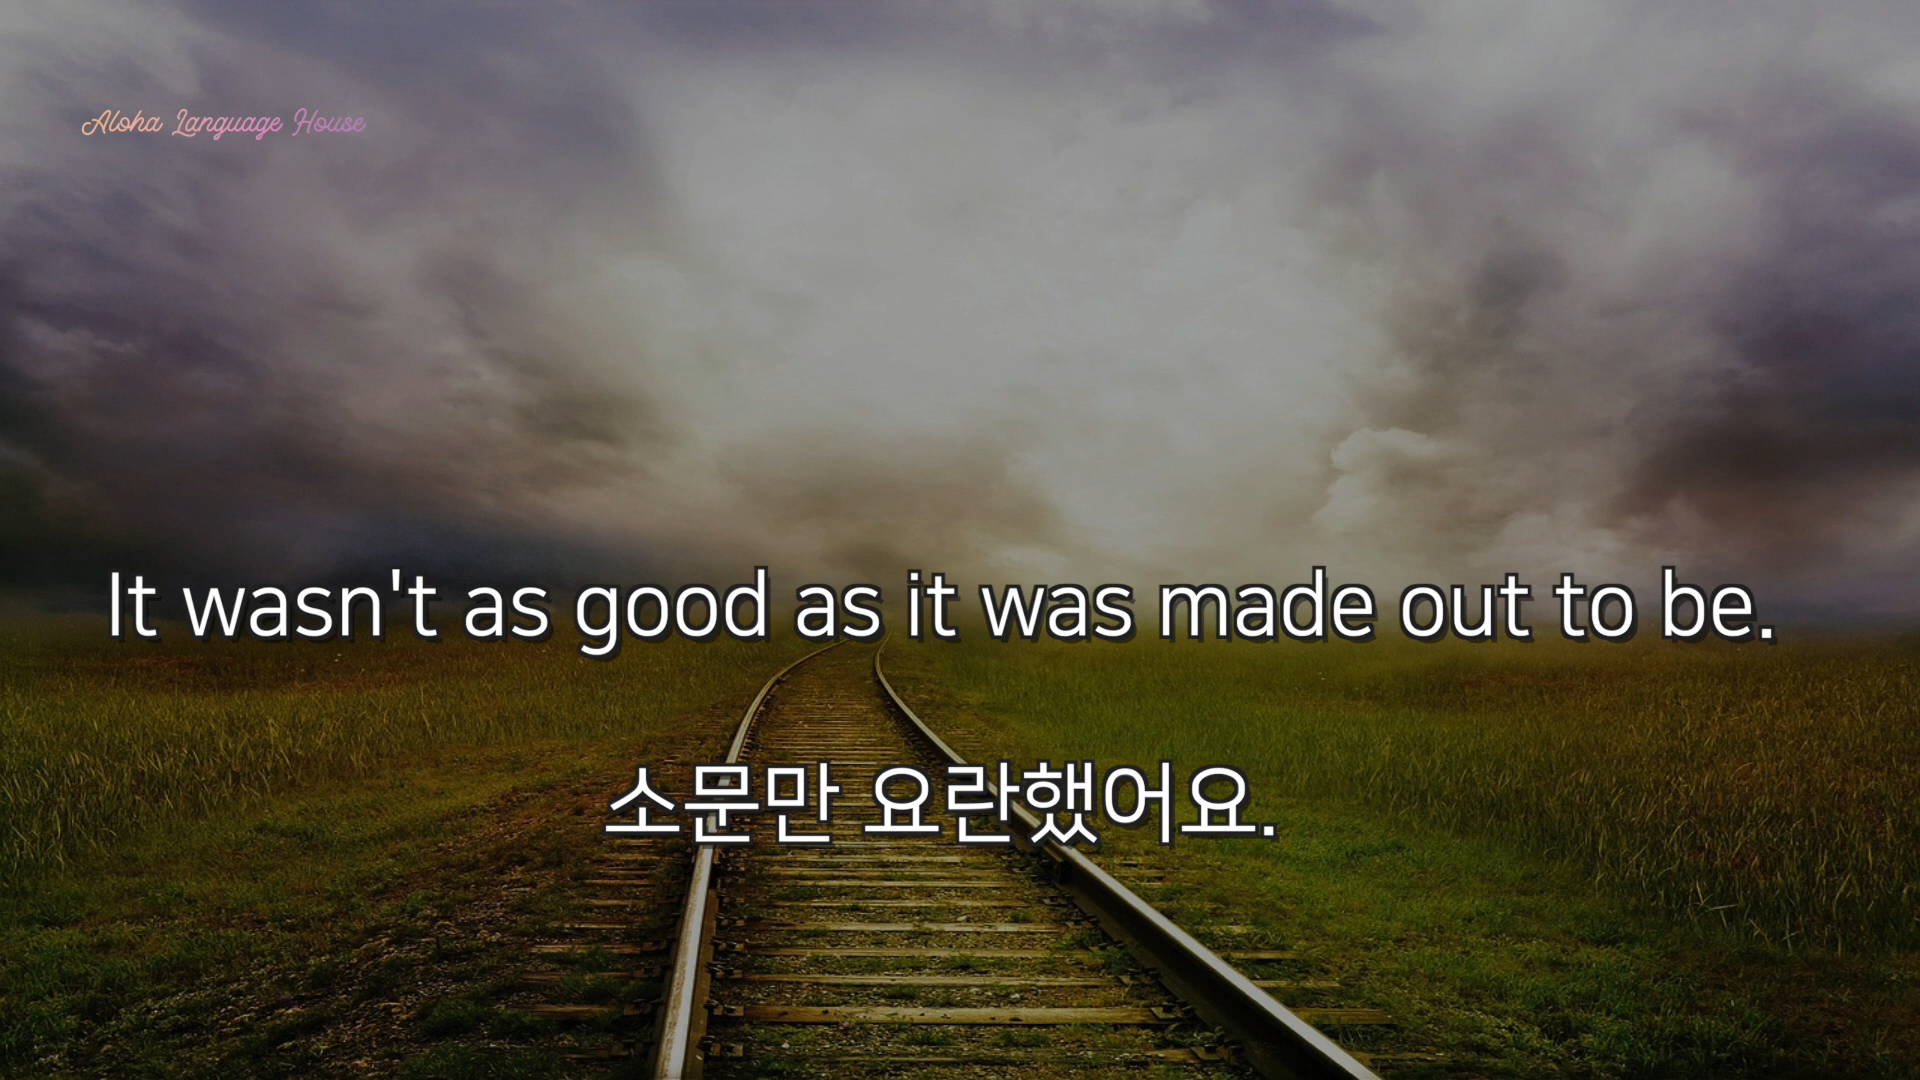 Aloha Language House
It wasn't as good as it was made out to be.
소문만 요란했어요.